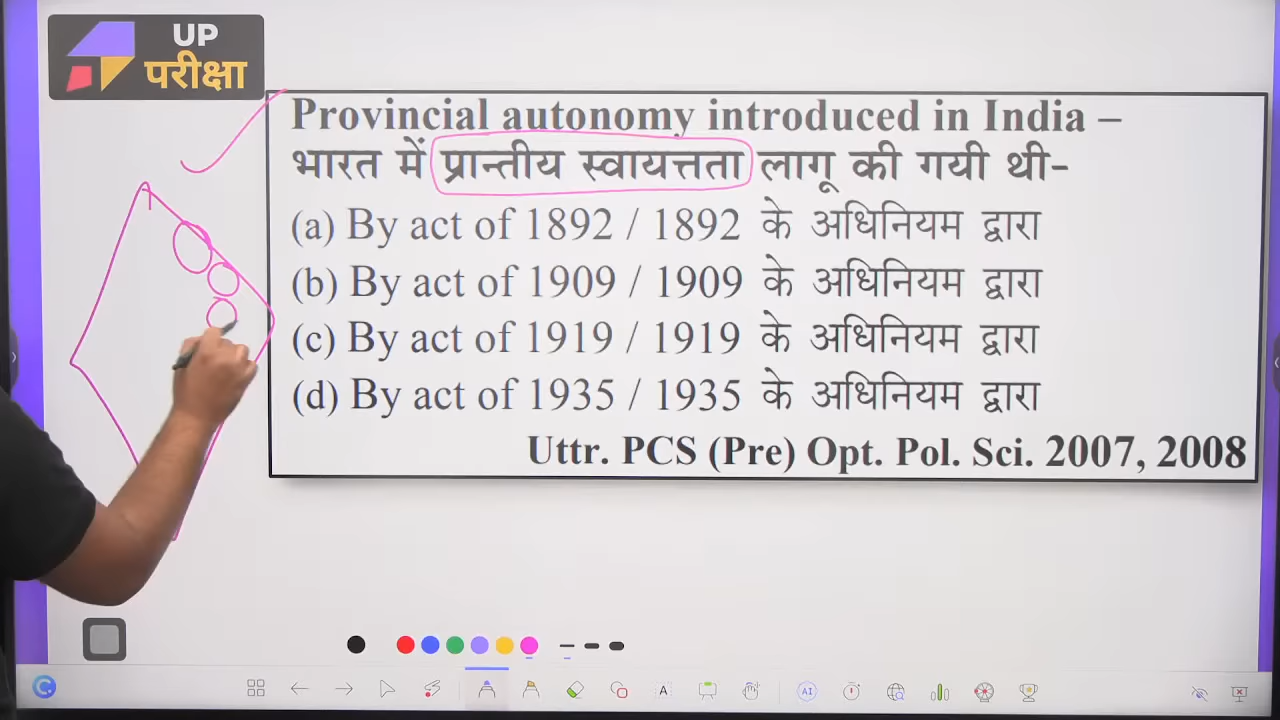 UP
परीक्षा
Provincial autonomy introduced in India –
भारत में प्रान्तीय स्वायत्तता लागू की गयी थी-
(a) By act of 1892 / 1892 के अधिनियम द्वारा
(b) By act of 1909 / 1909 के अधिनियम द्वारा
(c) By act of 1919 / 1919 के अधिनियम द्वारा
(d) By act of 1935 / 1935 के अधिनियम द्वारा
Uttr. PCS (Pre) Opt. Pol. Sci. 2007, 2008
A
AI